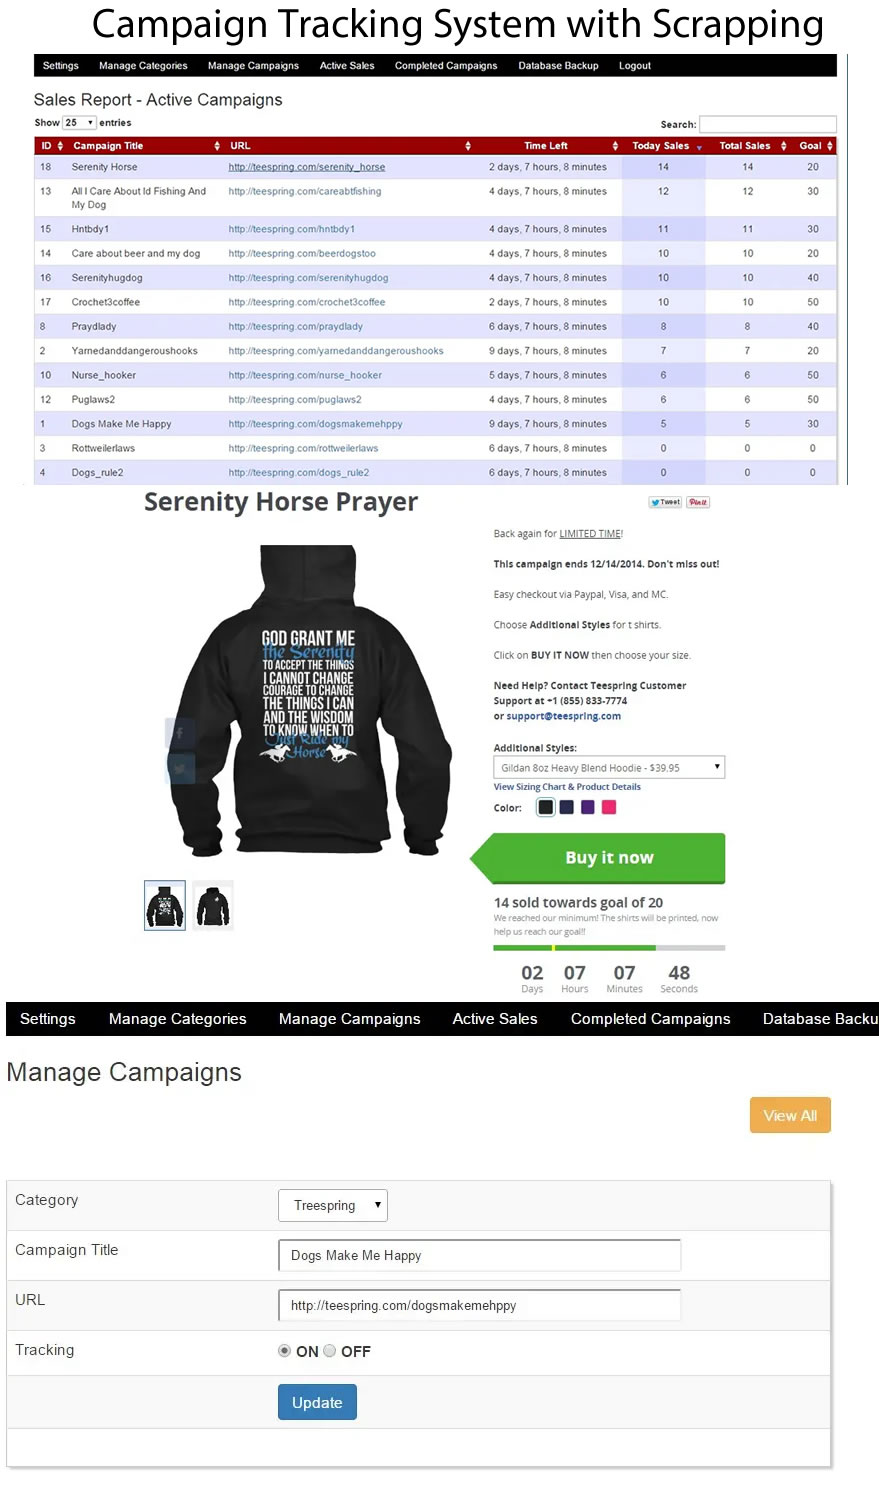 Campaign Tracking System with Scrapping
Settings Manage Categories Manage Campaigns Active Sales Completed Campaigns Database Backup Logout
Sales Report - Active Campaigns
Show 25 entries
Search:
ID Campaign Title URL Time Left Today Sales Total Sales Goal
18 Serenity Horse http://teespring.com/serenity_horse 2 days, 7 hours, 8 minutes 14 14 20
13 All I Care About Id Fishing And My Dog http://teespring.com/careabtfishing 4 days, 7 hours, 8 minutes 12 12 30
15 Hntbdy1 http://teespring.com/hntbdy1 4 days, 7 hours, 8 minutes 11 11 30
14 Care about beer and my dog http://teespring.com/beerdogstoo 4 days, 7 hours, 8 minutes 10 10 20
16 Serenityhugdog http://teespring.com/serenityhugdog 4 days, 7 hours, 8 minutes 10 10 40
17 Crochet3coffee http://teespring.com/crochet3coffee 2 days, 7 hours, 8 minutes 10 10 50
8 Praydlady http://teespring.com/praydlady 6 days, 7 hours, 8 minutes 8 8 40
2 Yarnedanddangeroushooks http://teespring.com/yarnedanddangeroushooks 9 days, 7 hours, 8 minutes 7 7 20
10 Nurse_hooker http://teespring.com/nurse_hooker 5 days, 7 hours, 8 minutes 6 6 50
12 Puglaws2 http://teespring.com/puglaws2 4 days, 7 hours, 8 minutes 6 6 50
1 Dogs Make Me Happy http://teespring.com/dogsmakemehppy 9 days, 7 hours, 8 minutes 5 5 30
3 Rottweilerlaws http://teespring.com/rottweilerlaws 6 days, 7 hours, 8 minutes 0 0 0
4 Dogs_rule2 http://teespring.com/dogs_rule2 6 days, 7 hours, 8 minutes 0 0 0
Serenity Horse Prayer
Tweet Pin it
GOD GRANT ME
the Serenity
TO ACCEPT THE THINGS
I CANNOT CHANGE
COURAGE TO CHANGE
THE THINGS I CAN
AND THE WISDOM
TO KNOW WHEN TO
Just Ride my
Horse
Back again for LIMITED TIME!
This campaign ends 12/14/2014. Don't miss out!
Easy checkout via Paypal, Visa, and MC.
Choose Additional Styles for t shirts.
Click on BUY IT NOW then choose your size.
Need Help? Contact Teespring Customer
Support at +1 (855) 833-7774
or support@teespring.com
Additional Styles:
Gildan 8oz Heavy Blend Hoodie - $39.95
View Sizing Chart & Product Details
Color:
Buy it now
14 sold towards goal of 20
We reached our minimum! The shirts will be printed, now
help us reach our goal!!
02 07 07 48
Days Hours Minutes Seconds
Settings Manage Categories Manage Campaigns Active Sales Completed Campaigns Database Backu
Manage Campaigns
View All
Category Treespring
Campaign Title Dogs Make Me Happy
URL http://teespring.com/dogsmakemehppy
Tracking ON OFF
Update